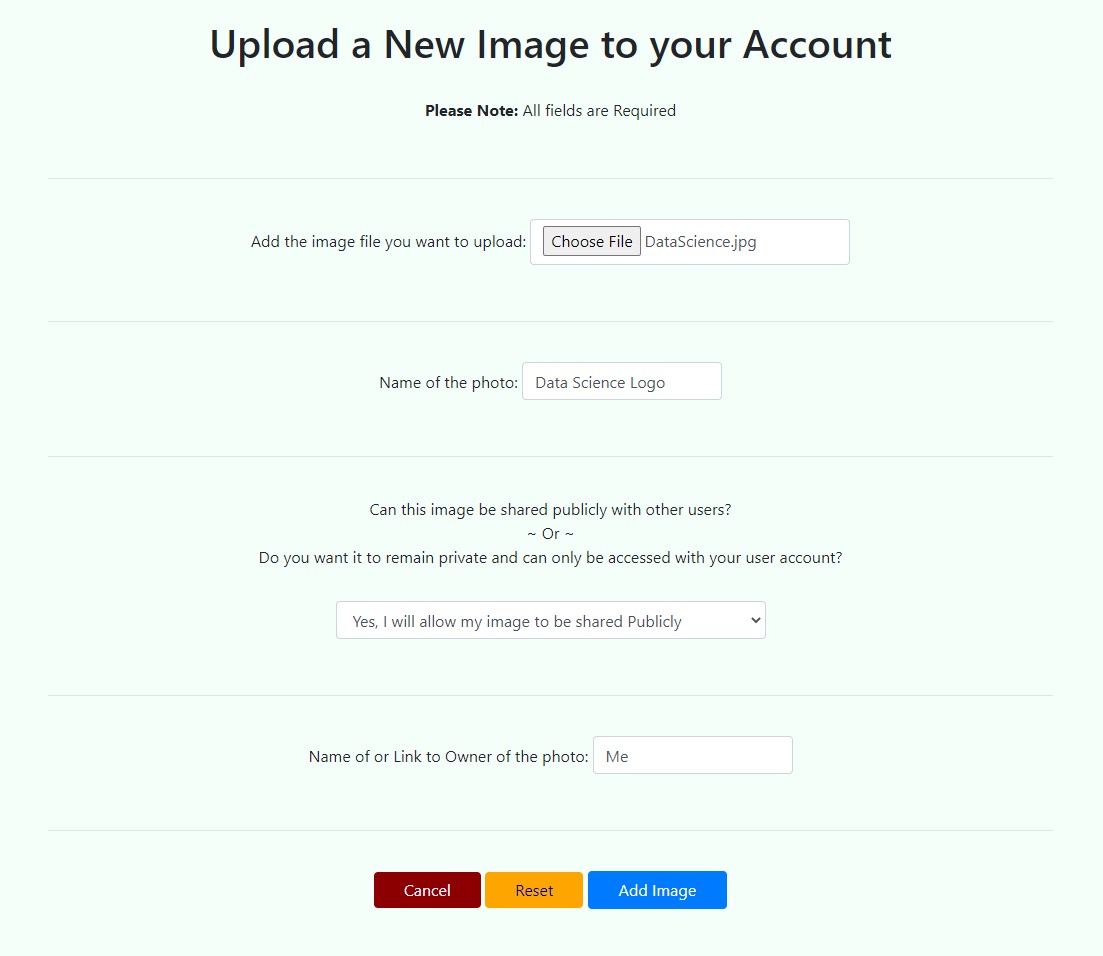 Upload a New Image to your Account
Please Note: All fields are Required
Add the image file you want to upload: Choose File DataScience.jpg
Name of the photo: Data Science Logo
Can this image be shared publicly with other users?
~ Or ~
Do you want it to remain private and can only be accessed with your user account?
Yes, I will allow my image to be shared Publicly
Name of or Link to Owner of the photo: Me
Cancel Reset Add Image